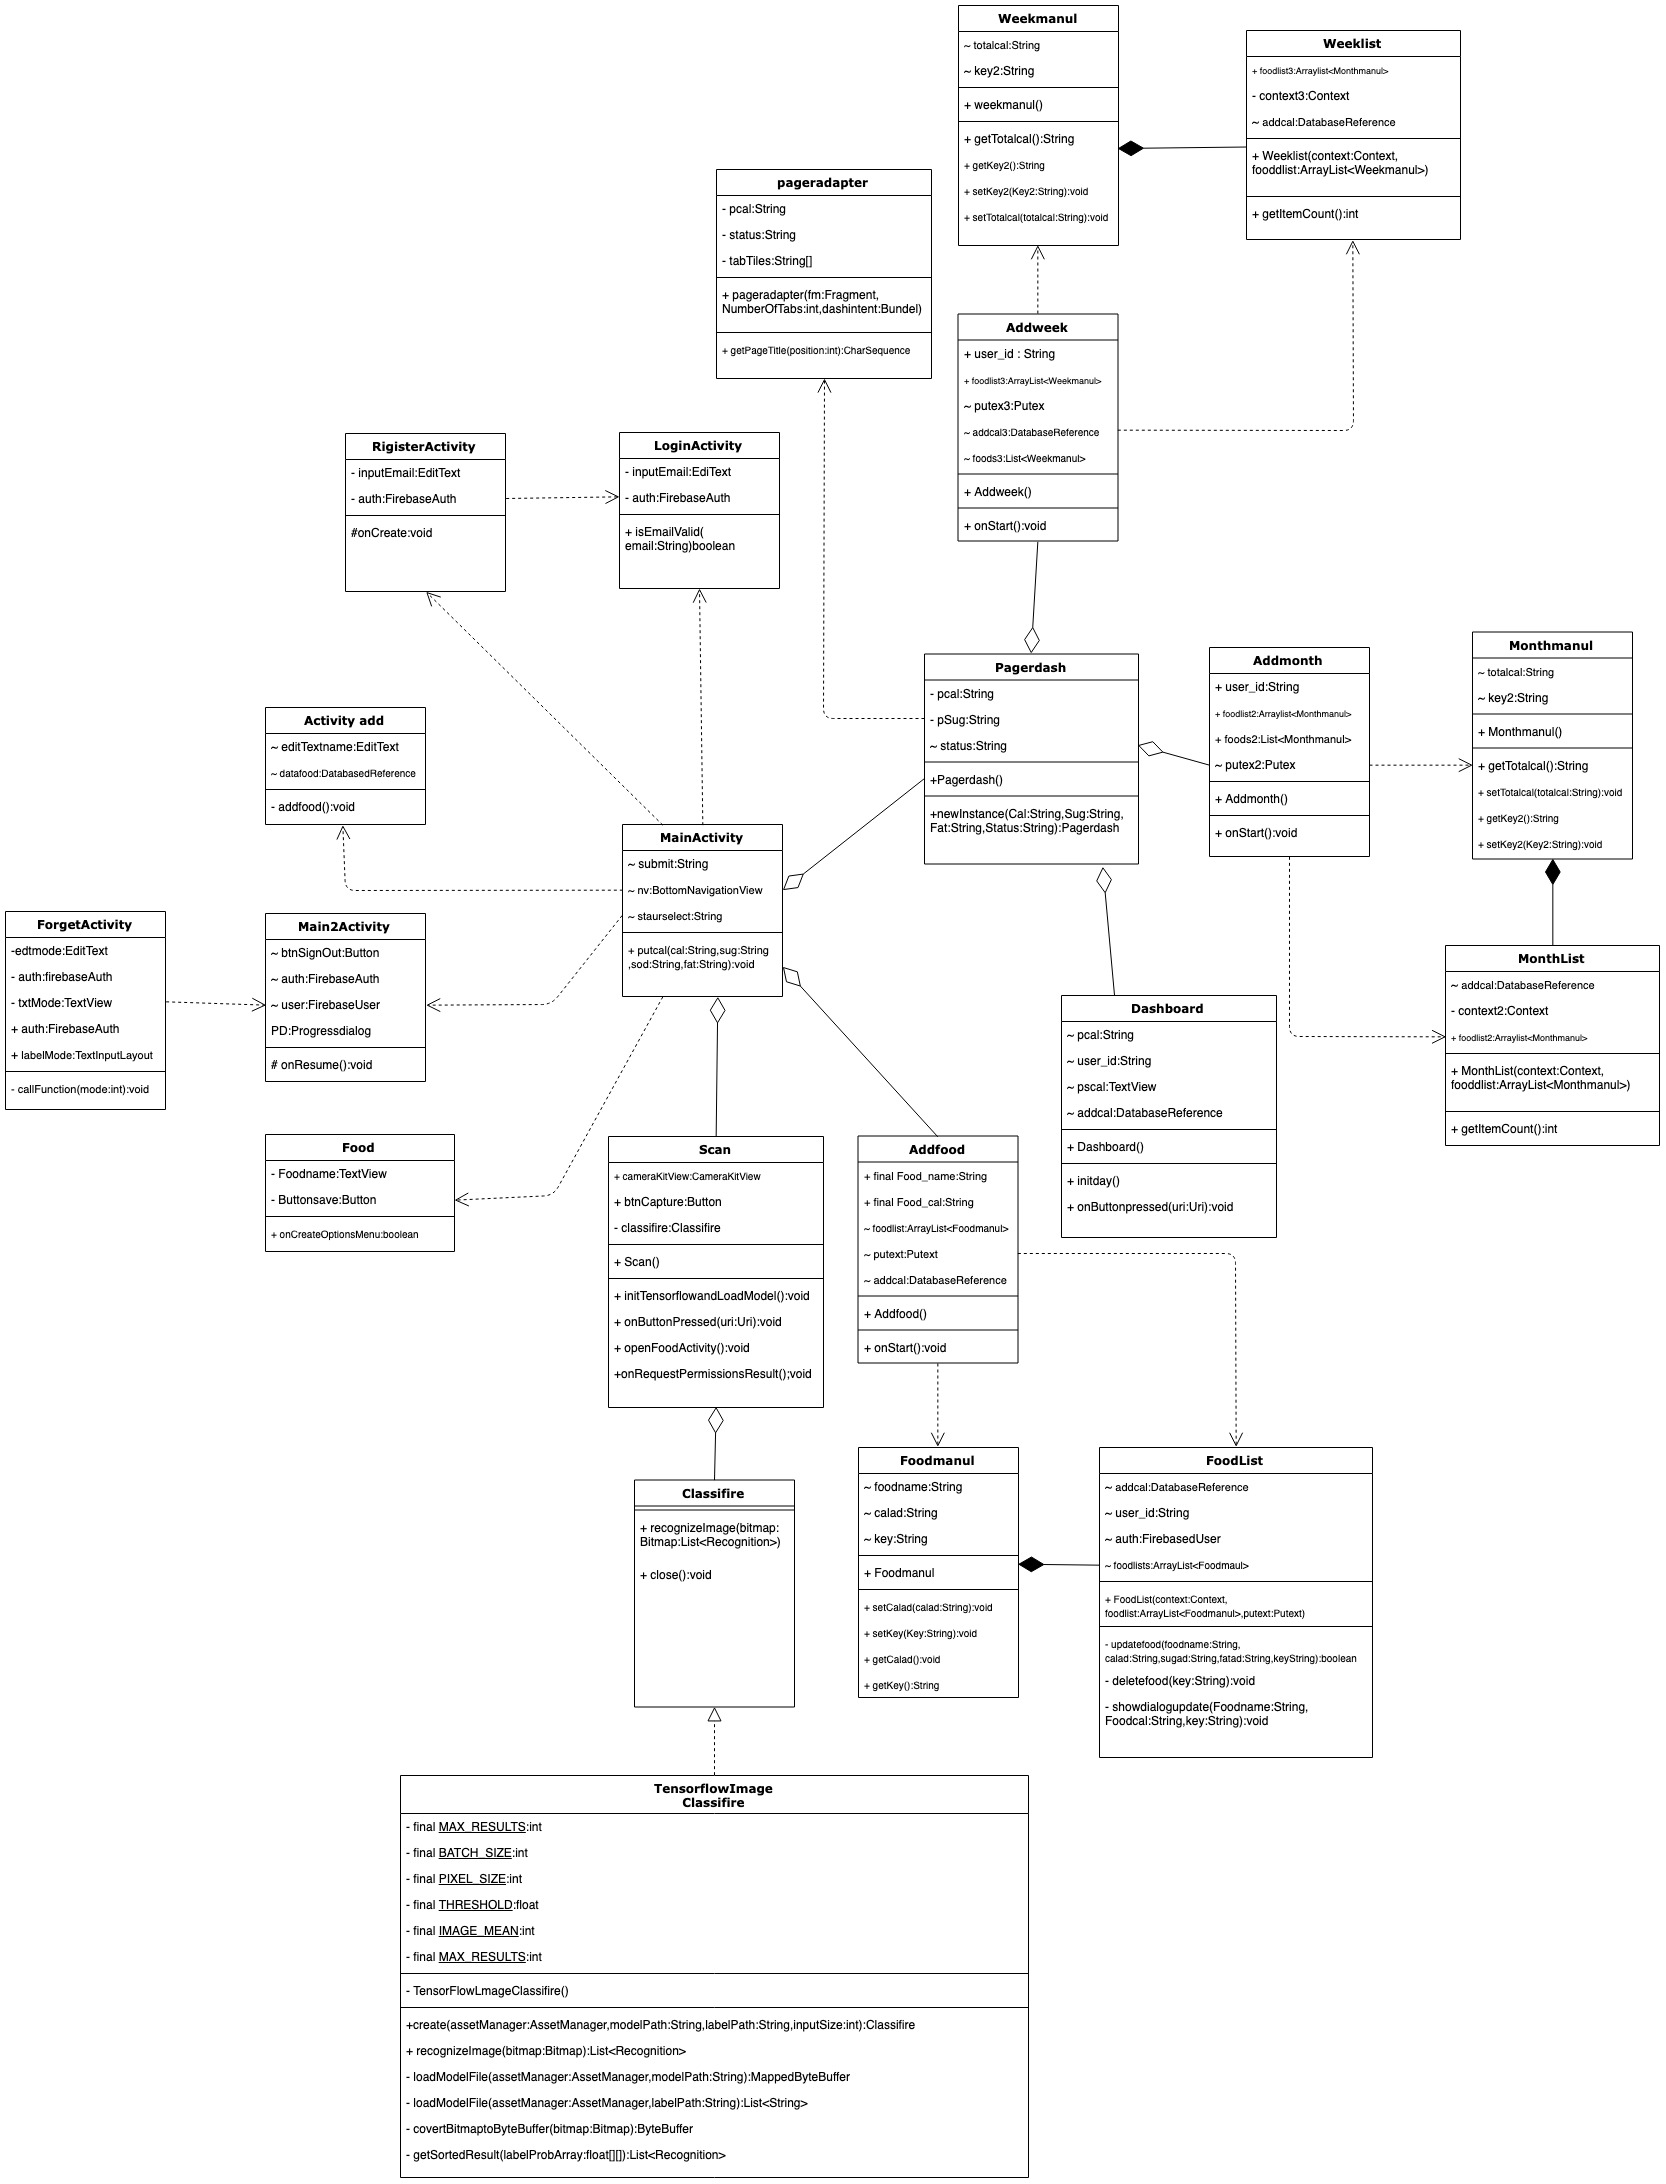 Weekmanul
~ totalcal:String
~ key2:String
+ weekmanul()
+ getTotalcal():String
+ getKey2():String
+ setKey2(Key2:String):void
+ setTotalcal(totalcal:String):void
Weeklist
+ foodlist3:Arraylist<Monthmanul>
- context3:Context
~ addcal:DatabaseReference
+ Weeklist(context:Context,
fooddlist:ArrayList<Weekmanul>)
+ getItemCount():int
pageradapter
- pcal:String
- status:String
- tabTiles:String[]
+ pageradapter(fm:Fragment,
NumberOfTabs:int,dashintent:Bundel)
+ getPageTitle(position:int):CharSequence
Addweek
+ user_id : String
+ foodlist3:ArrayList<Weekmanul>
~ putex3:Putex
~ addcal3:DatabaseReference
~ foods3:List<Weekmanul>
+ Addweek()
+ onStart():void
RigisterActivity
- inputEmail:EditText
- auth:FirebaseAuth
#onCreate:void
LoginActivity
- inputEmail:EdiText
- auth:FirebaseAuth
+ isEmailValid(
email:String)boolean
Pagerdash
- pcal:String
- pSug:String
~ status:String
+Pagerdash()
+newInstance(Cal:String,Sug:String,
Fat:String,Status:String):Pagerdash
Addmonth
+ user_id:String
+ foodlist2:Arraylist<Monthmanul>
+ foods2:List<Monthmanul>
~ putex2:Putex
+ Addmonth()
+ onStart():void
Monthmanul
~ totalcal:String
~ key2:String
+ Monthmanul()
+ getTotalcal():String
+ setTotalcal(totalcal:String):void
+ getKey2():String
+ setKey2(Key2:String):void
Activity add
~ editTextname:EditText
~ datafood:DatabasedReference
- addfood():void
MainActivity
~ submit:String
~ nv:BottomNavigationView
~ staurselect:String
+ putcal(cal:String,sug:String
,sod:String,fat:String):void
ForgetActivity
-edtmode:EditText
- auth:firebaseAuth
- txtMode:TextView
+ auth:FirebaseAuth
+ labelMode:TextInputLayout
- callFunction(mode:int):void
Main2Activity
~ btnSignOut:Button
~ auth:FirebaseAuth
~ user:FirebaseUser
PD:Progressdialog
# onResume():void
MonthList
~ addcal:DatabaseReference
- context2:Context
+ foodlist2:Arraylist<Monthmanul>
+ MonthList(context:Context,
fooddlist:ArrayList<Monthmanul>)
+ getItemCount():int
Dashboard
~ pcal:String
~ user_id:String
~ pscal:TextView
~ addcal:DatabaseReference
+ Dashboard()
+ initday()
+ onButtonpressed(uri:Uri):void
Food
- Foodname:TextView
- Buttonsave:Button
+ onCreateOptionsMenu:boolean
Scan
+ cameraKitView:CameraKitView
+ btnCapture:Button
- classifire:Classifire
+ Scan()
+ initTensorflowandLoadModel():void
+ onButtonPressed(uri:Uri):void
+ openFoodActivity():void
+onRequestPermissionsResult();void
Addfood
+ final Food_name:String
+ final Food_cal:String
~ foodlist:ArrayList<Foodmanul>
~ putext:Putext
~ addcal:DatabaseReference
+ Addfood()
+ onStart():void
Classifire
+ recognizeImage(bitmap:
Bitmap:List<Recognition>)
+ close():void
Foodmanul
~ foodname:String
~ calad:String
~ key:String
+ Foodmanul
+ setCalad(calad:String):void
+ setKey(Key:String):void
+ getCalad():void
+ getKey():String
FoodList
~ addcal:DatabaseReference
~ user_id:String
~ auth:FirebasedUser
~ foodlists:ArrayList<Foodmaul>
+ FoodList(context:Context,
foodlist:ArrayList<Foodmanul>,putext:Putext)
- updatefood(foodname:String,
calad:String,sugad:String,fatad:String,keyString):boolean
- deletefood(key:String):void
- showdialogupdate(Foodname:String,
Foodcal:String,key:String):void
TensorflowImage
Classifire
- final MAX_RESULTS:int
- final BATCH_SIZE:int
- final PIXEL_SIZE:int
- final THRESHOLD:float
- final IMAGE_MEAN:int
- final MAX_RESULTS:int
- TensorFlowLmageClassifire()
+create(assetManager:AssetManager,modelPath:String,labelPath:String,inputSize:int):Classifire
+ recognizeImage(bitmap:Bitmap):List<Recognition>
- loadModelFile(assetManager:AssetManager,modelPath:String):MappedByteBuffer
- loadModelFile(assetManager:AssetManager,labelPath:String):List<String>
- covertBitmaptoByteBuffer(bitmap:Bitmap):ByteBuffer
- getSortedResult(labelProbArray:float[][]):List<Recognition>